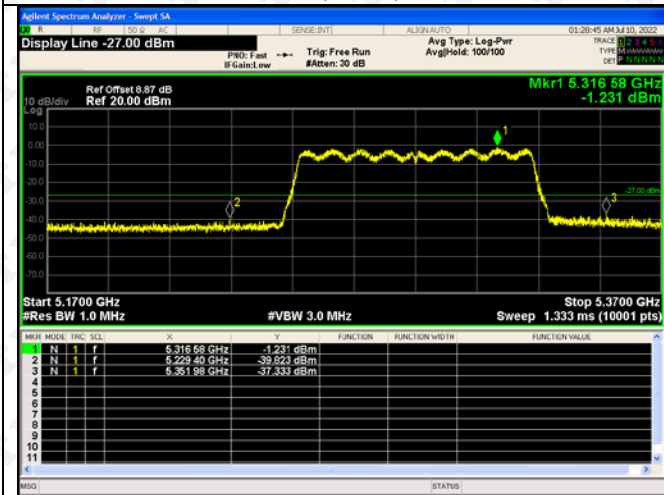 Agilent Spectrum Analyzer - Swept SA
R RF 50 Ω AC SENSE:INT ALIGNAUTO 01:28:45 AM Jul 10, 2022
Display Line -27.00 dBm Avg Type: Log-Pwr TRACE 1 2 3 4 5 6
PNO: Fast Trig: Free Run Avg|Hold: 100/100 TYPE M
IFGain:Low #Atten: 30 dB DET P N N N N N
Mkr1 5.316 58 GHz
Ref Offset 8.87 dB
10 dB/div Ref 20.00 dBm -1.231 dBm
Log
10.0
0.00
-10.0
-20.0
-27.00 dBm
-30.0
-40.0
-50.0
-60.0
-70.0
1
2
3
Start 5.1700 GHz Stop 5.3700 GHz
#Res BW 1.0 MHz #VBW 3.0 MHz Sweep 1.333 ms (10001 pts)
MKR MODE TRC SCL X Y FUNCTION FUNCTION WIDTH FUNCTION VALUE
1 N 1 f 5.316 58 GHz -1.231 dBm
2 N 1 f 5.229 40 GHz -39.823 dBm
3 N 1 f 5.351 98 GHz -37.333 dBm
4
5
6
7
8
9
10
11
MSG STATUS